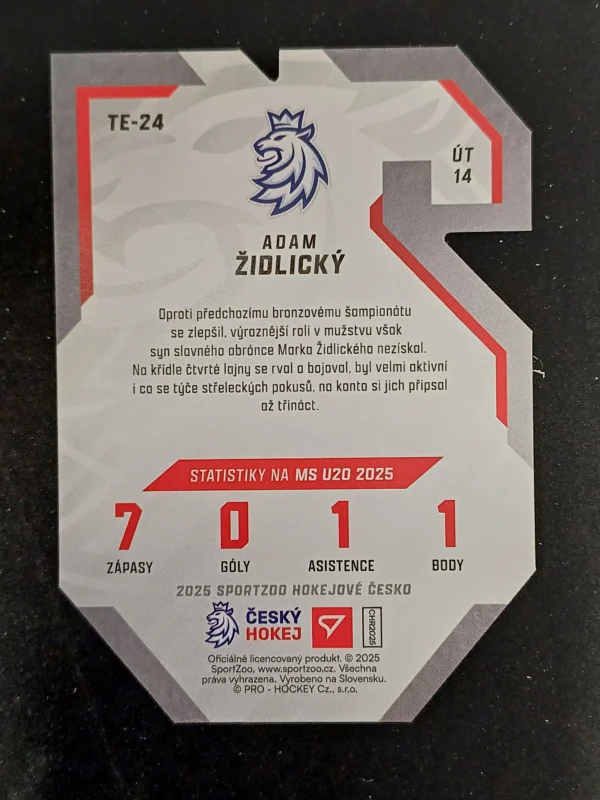 TE-24
ÚT
14
ADAM
ŽIDLICKÝ
Oproti předchozímu bronzovému šampionátu
se zlepšil, výraznější roli v mužstvu však
syn slavného obránce Marka Židlického nezískal.
Na křídle čtvrté lajny se rval a bojoval, byl velmi aktivní
i co se týče střeleckých pokusů, na konto si jich připsal
až třináct.
STATISTIKY NA MS U20 2025
7 0 1 1
ZÁPASY GÓLY ASISTENCE BODY
2025 SPORTZOO HOKEJOVÉ ČESKO
ČESKÝ
HOKEJ
CHR2025
Oficiálně licencovaný produkt. © 2025
SportZoo, www.sportzoo.cz. Všechna
práva vyhrazena. Vyrobeno na Slovensku.
© PRO - HOCKEY Cz., s.r.o.